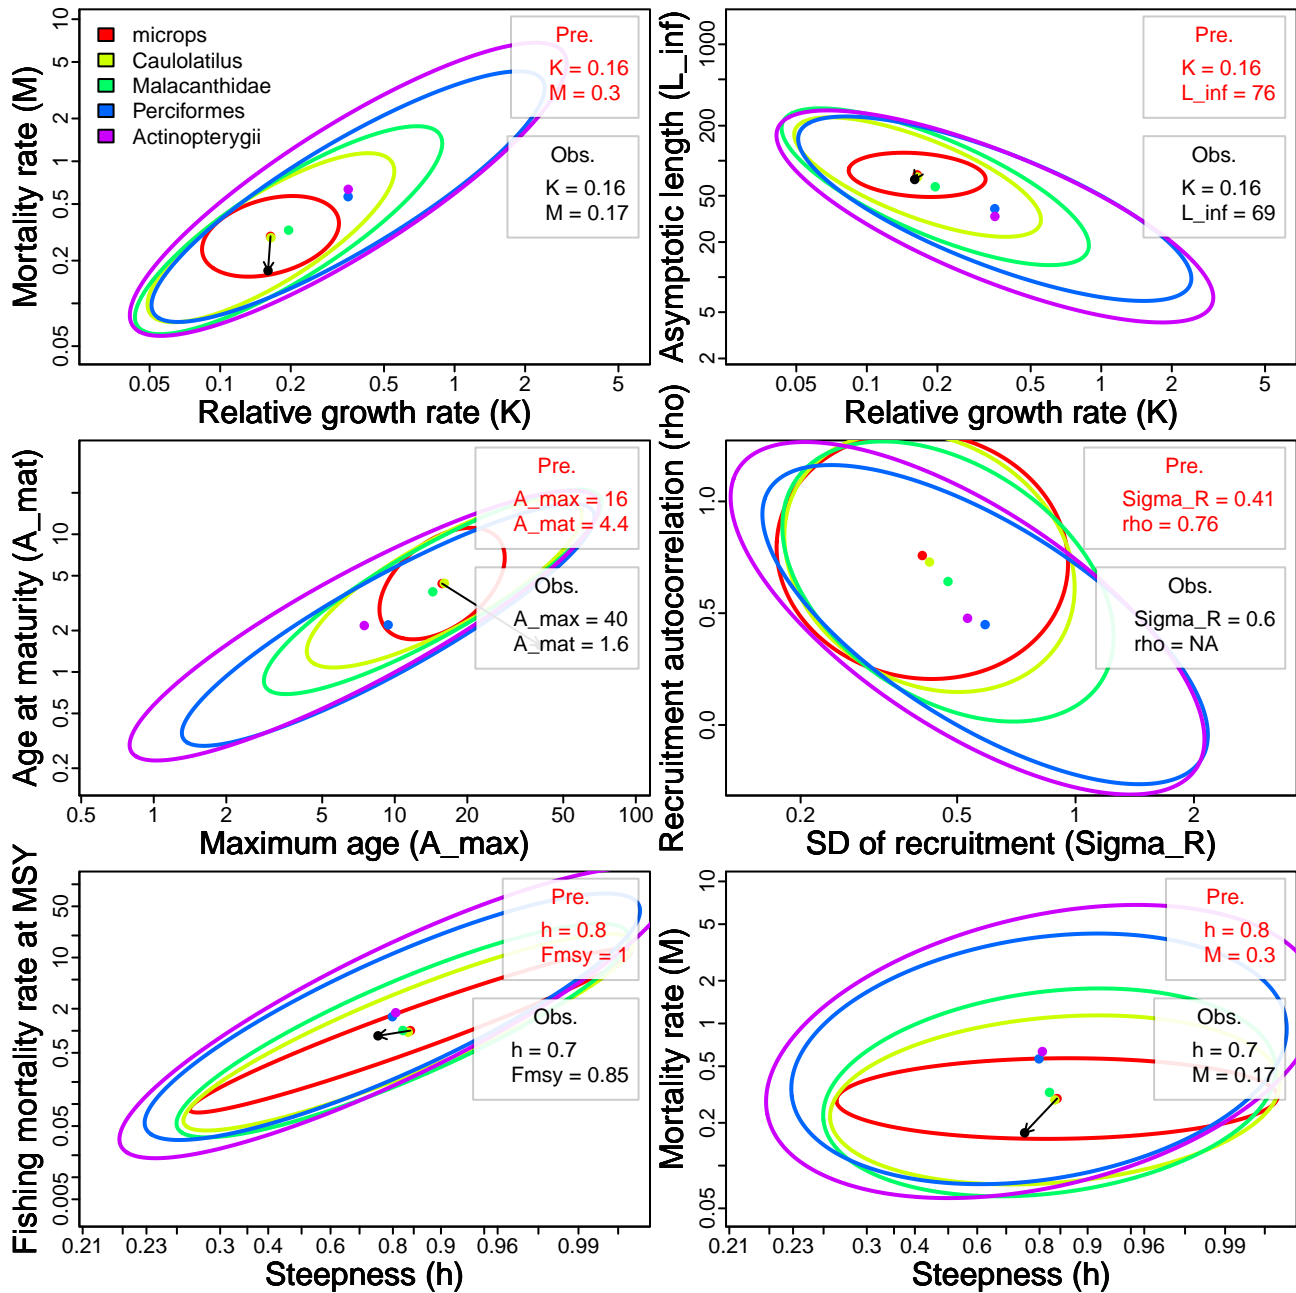 Mortality rate (M)
10
5
2
1
0.5
0.2
0.05
microps
Caulolatilus
Malacanthidae
Perciformes
Actinopterygii
Pre.
K = 0.16
M = 0.3
Obs.
K = 0.16
M = 0.17
0.05 0.1 0.2 0.5 1 2 5
Relative growth rate (K)
Asymptotic length (L_inf)
1000
200
50
20
5
2
Pre.
K = 0.16
L_inf = 76
Obs.
K = 0.16
L_inf = 69
0.05 0.1 0.2 0.5 1 2 5
Relative growth rate (K)
Age at maturity (A_mat)
10
5
2
1
0.5
0.2
Pre.
A_max = 16
A_mat = 4.4
Obs.
A_max = 40
A_mat = 1.6
0.5 1 2 5 10 20 50 100
Maximum age (A_max)
Recruitment autocorrelation (rho)
1.0
0.5
0.0
Pre.
Sigma_R = 0.41
rho = 0.76
Obs.
Sigma_R = 0.6
rho = NA
0.2 0.5 1 2
SD of recruitment (Sigma_R)
Fishing mortality rate at MSY
50
10
2
0.5
0.05
0.005
Pre.
h = 0.8
Fmsy = 1
Obs.
h = 0.7
Fmsy = 0.85
0.21 0.23 0.3 0.4 0.6 0.8 0.9 0.96 0.99
Steepness (h)
Mortality rate (M)
10
5
2
1
0.5
0.2
0.05
Pre.
h = 0.8
M = 0.3
Obs.
h = 0.7
M = 0.17
0.21 0.23 0.3 0.4 0.6 0.8 0.9 0.96 0.99
Steepness (h)